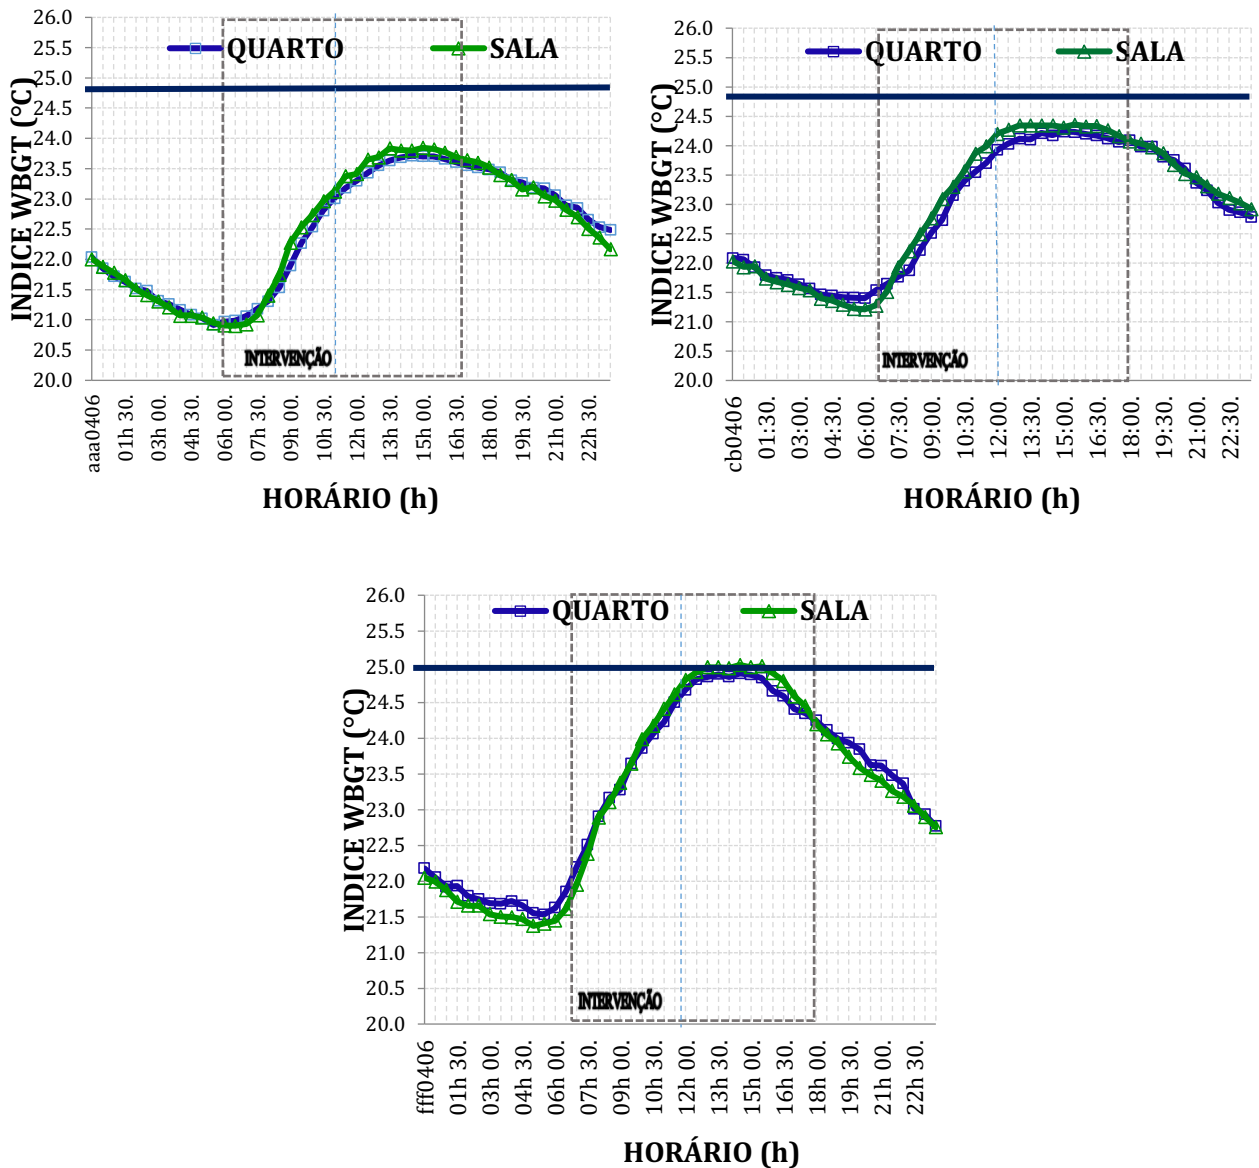 QUARTO SALA
INDICE WBGT (°C)
26.0
25.5
25.0
24.5
24.0
23.5
23.0
22.5
22.0
21.5
21.0
20.5
20.0
INTERVENÇÃO
aaa0406
01h 30.
03h 00.
04h 30.
06h 00.
07h 30.
09h 00.
10h 30.
12h 00.
13h 30.
15h 00.
16h 30.
18h 00.
19h 30.
21h 00.
22h 30.
HORÁRIO (h)
QUARTO SALA
INDICE WBGT (°C)
26.0
25.5
25.0
24.5
24.0
23.5
23.0
22.5
22.0
21.5
21.0
20.5
20.0
INTERVENÇÃO
cb0406
01:30.
03:00.
04:30.
06:00.
07:30.
09:00.
10:30.
12:00.
13:30.
15:00.
16:30.
18:00.
19:30.
21:00.
22:30.
HORÁRIO (h)
QUARTO SALA
INDICE WBGT (°C)
26.0
25.5
25.0
24.5
24.0
23.5
23.0
22.5
22.0
21.5
21.0
20.5
20.0
INTERVENÇÃO
fff0406
01h 30.
03h 00.
04h 30.
06h 00.
07h 30.
09h 00.
10h 30.
12h 00.
13h 30.
15h 00.
16h 30.
18h 00.
19h 30.
21h 00.
22h 30.
HORÁRIO (h)